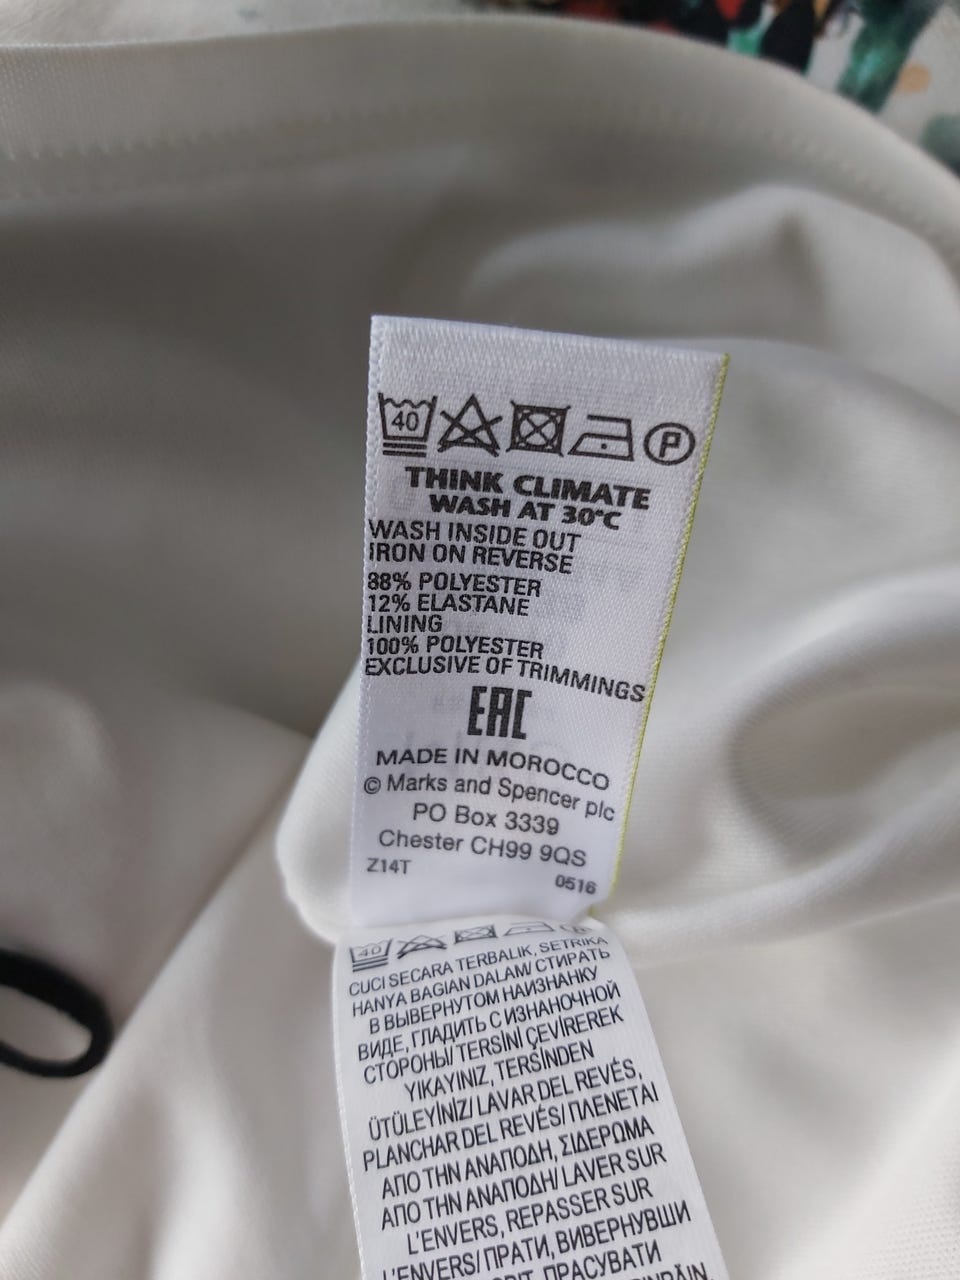 40
P
THINK CLIMATE
WASH AT 30°C
WASH INSIDE OUT
IRON ON REVERSE
88% POLYESTER
12% ELASTANE
LINING
100% POLYESTER
EXCLUSIVE OF TRIMMINGS
EAC
MADE IN MOROCCO
© Marks and Spencer plc
PO Box 3339
Chester CH99 9QS
Z14T 0516
40
CUCI SECARA TERBALIK, SETRIKA
HANYA BAGIAN DALAM/ СТИРАТЬ
В ВЫВЕРНУТОМ НАИЗНАНКУ
ВИДЕ, ГЛАДИТЬ С ИЗНАНОЧНОЙ
СТОРОНЫ/ TERSİNİ ÇEVİREREK
YIKAYINIZ, TERSİNDEN
ÜTÜLEYİNİZ/ LAVAR DEL REVÉS,
PLANCHAR DEL REVÉS/ ΠΛΕΝΕΤΑΙ
ΑΠΟ ΤΗΝ ΑΝΑΠΟΔΗ, ΣΙΔΕΡΩΜΑ
ΑΠΟ ΤΗΝ ΑΝΑΠΟΔΗ/ LAVER SUR
L'ENVERS, REPASSER SUR
L'ENVERS/ ПРАТИ, ВИВЕРНУВШИ
ПРАСУВАТИ